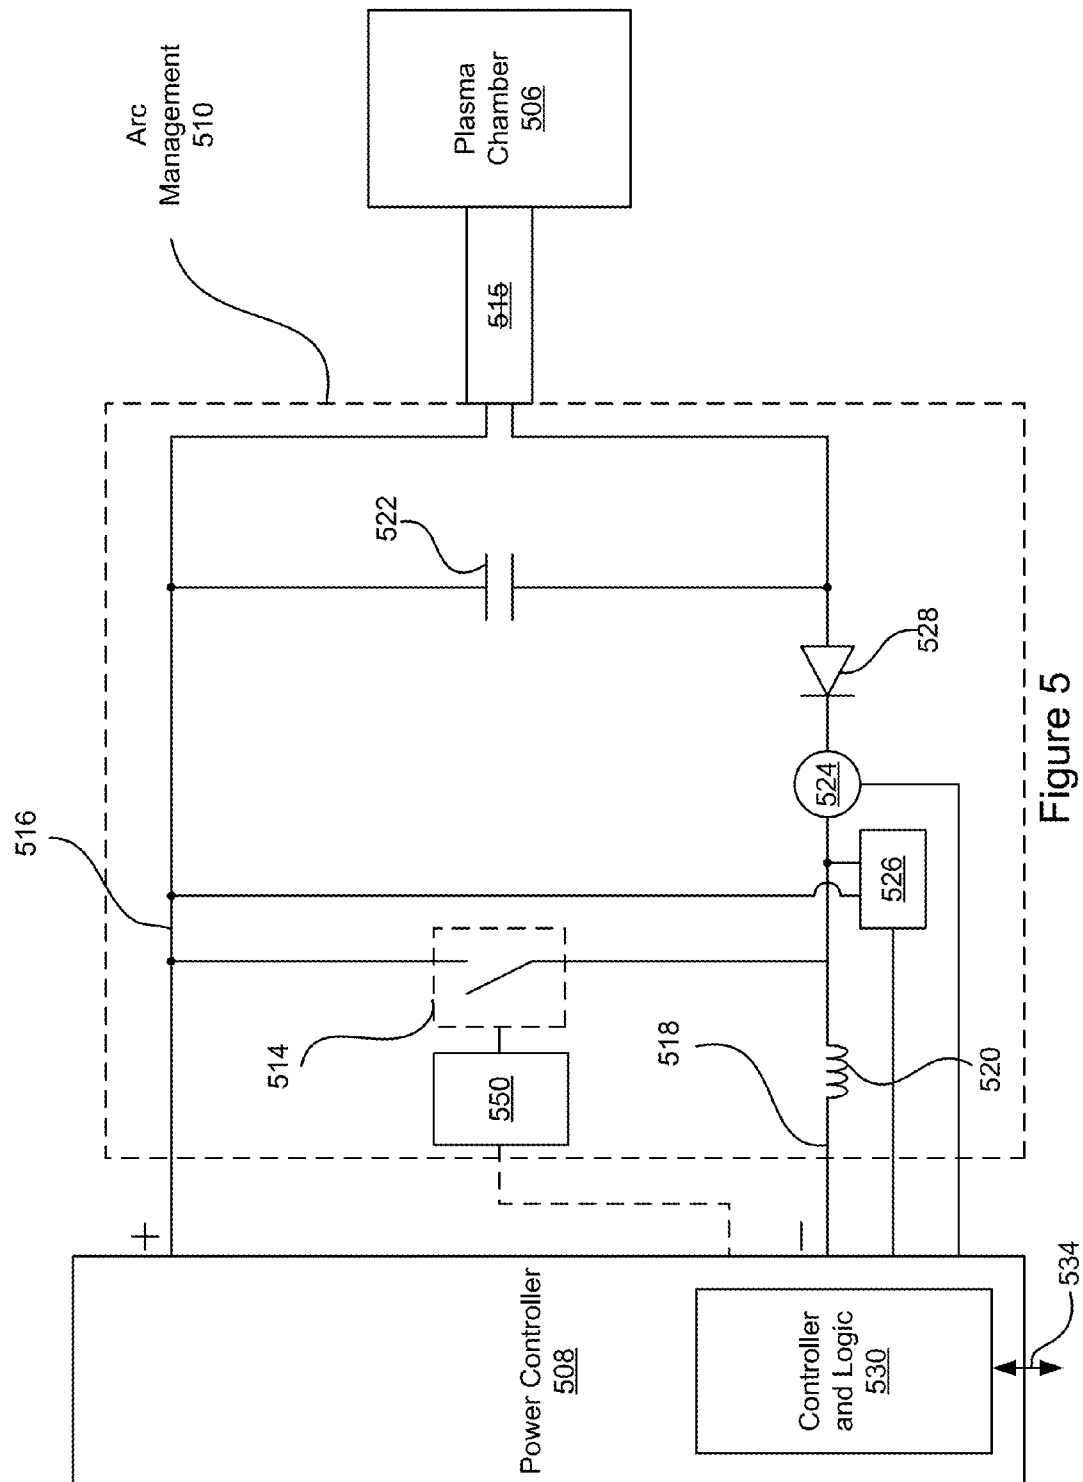 Arc
Management
510
Plasma
Chamber
506
515
516
522
514
550
518
520
526
524
528
+
−
Power Controller
508
Controller
and Logic
530
534
Figure 5